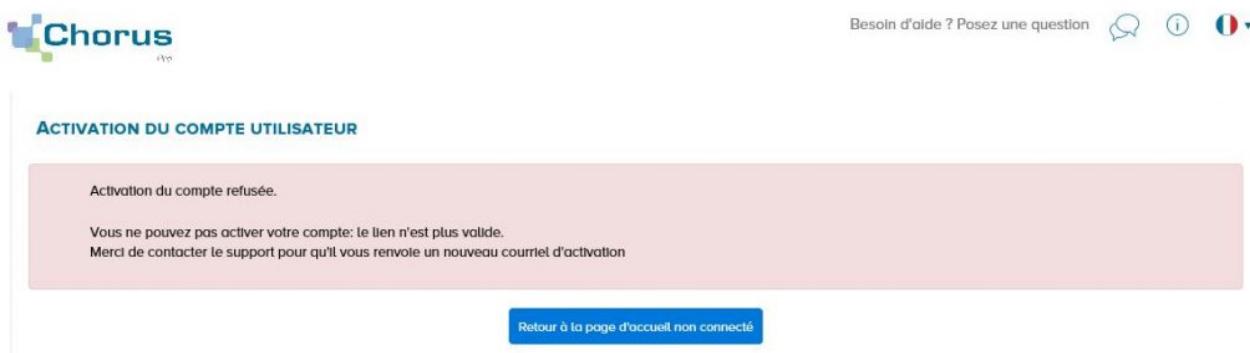 Besoin d'aide ? Posez une question
Chorus
Pro
ACTIVATION DU COMPTE UTILISATEUR
Activation du compte refusée.
Vous ne pouvez pas activer votre compte: le lien n'est plus valide.
Merci de contacter le support pour qu'il vous renvoie un nouveau courriel d'activation
Retour à la page d'accueil non connecté